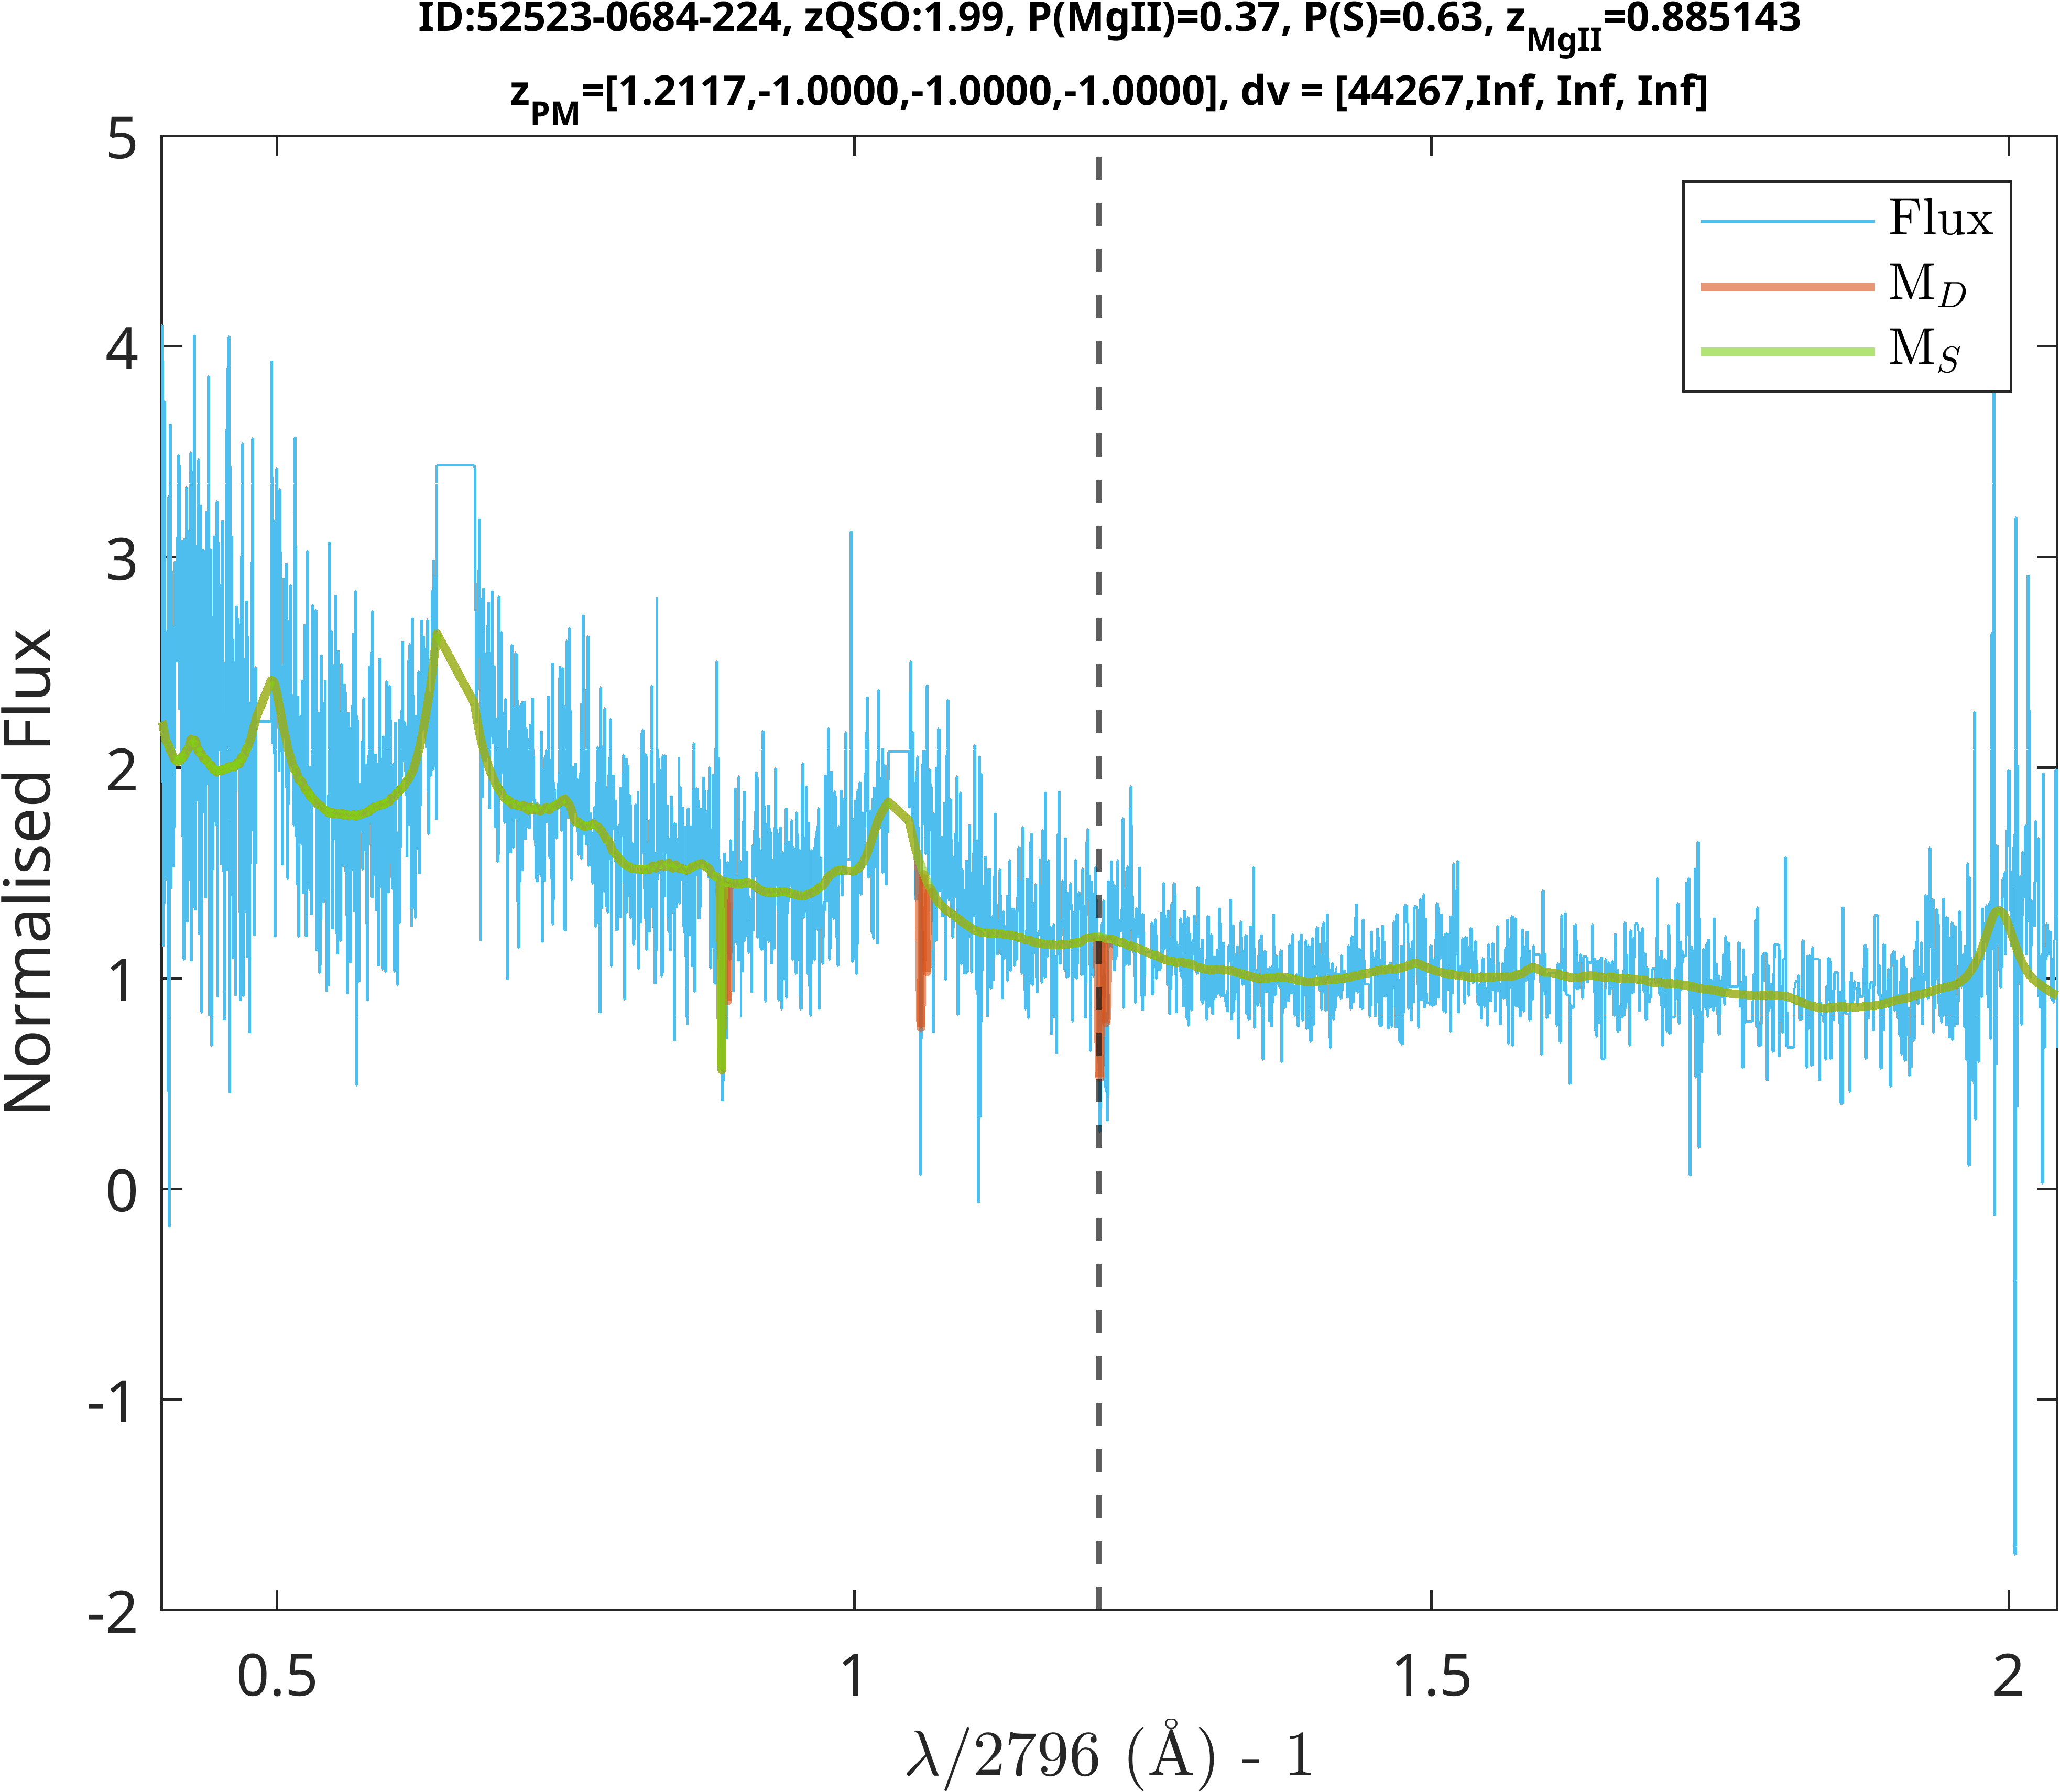 ID:52523-0684-224, zQSO:1.99, P(MgII)=0.37, P(S)=0.63, zMgII=0.885143
zPM=[1.2117,-1.0000,-1.0000,-1.0000], dv = [44267,Inf, Inf, Inf]
5
4
3
2
1
0
-1
-2
Normalised Flux
Flux
MD
MS
0.5
1
1.5
2
λ/2796 (Å) - 1